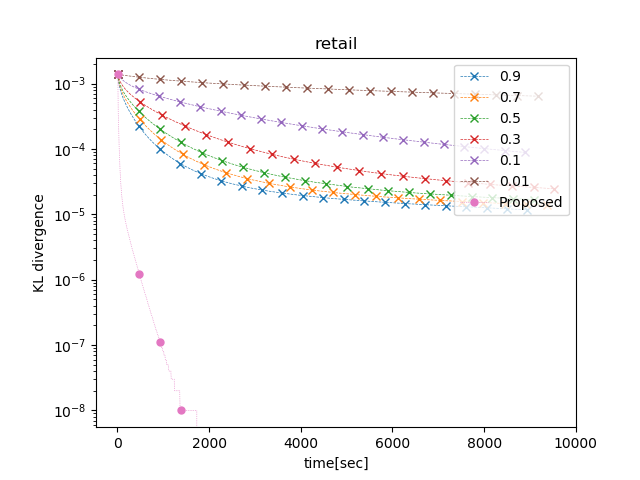 retail
KL divergence
10⁻³
10⁻⁴
10⁻⁵
10⁻⁶
10⁻⁷
10⁻⁸
0.9
0.7
0.5
0.3
0.1
0.01
Proposed
0 2000 4000 6000 8000 10000
time[sec]